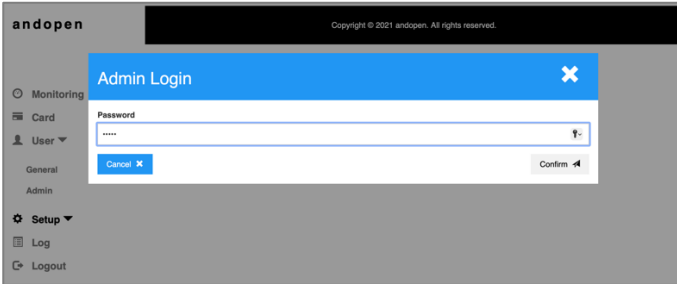 andopen
Copyright © 2021 andopen. All rights reserved.
Admin Login
Monitoring
Password
Card
•••••
User
Cancel
Confirm
General
Admin
Setup
Log
Logout